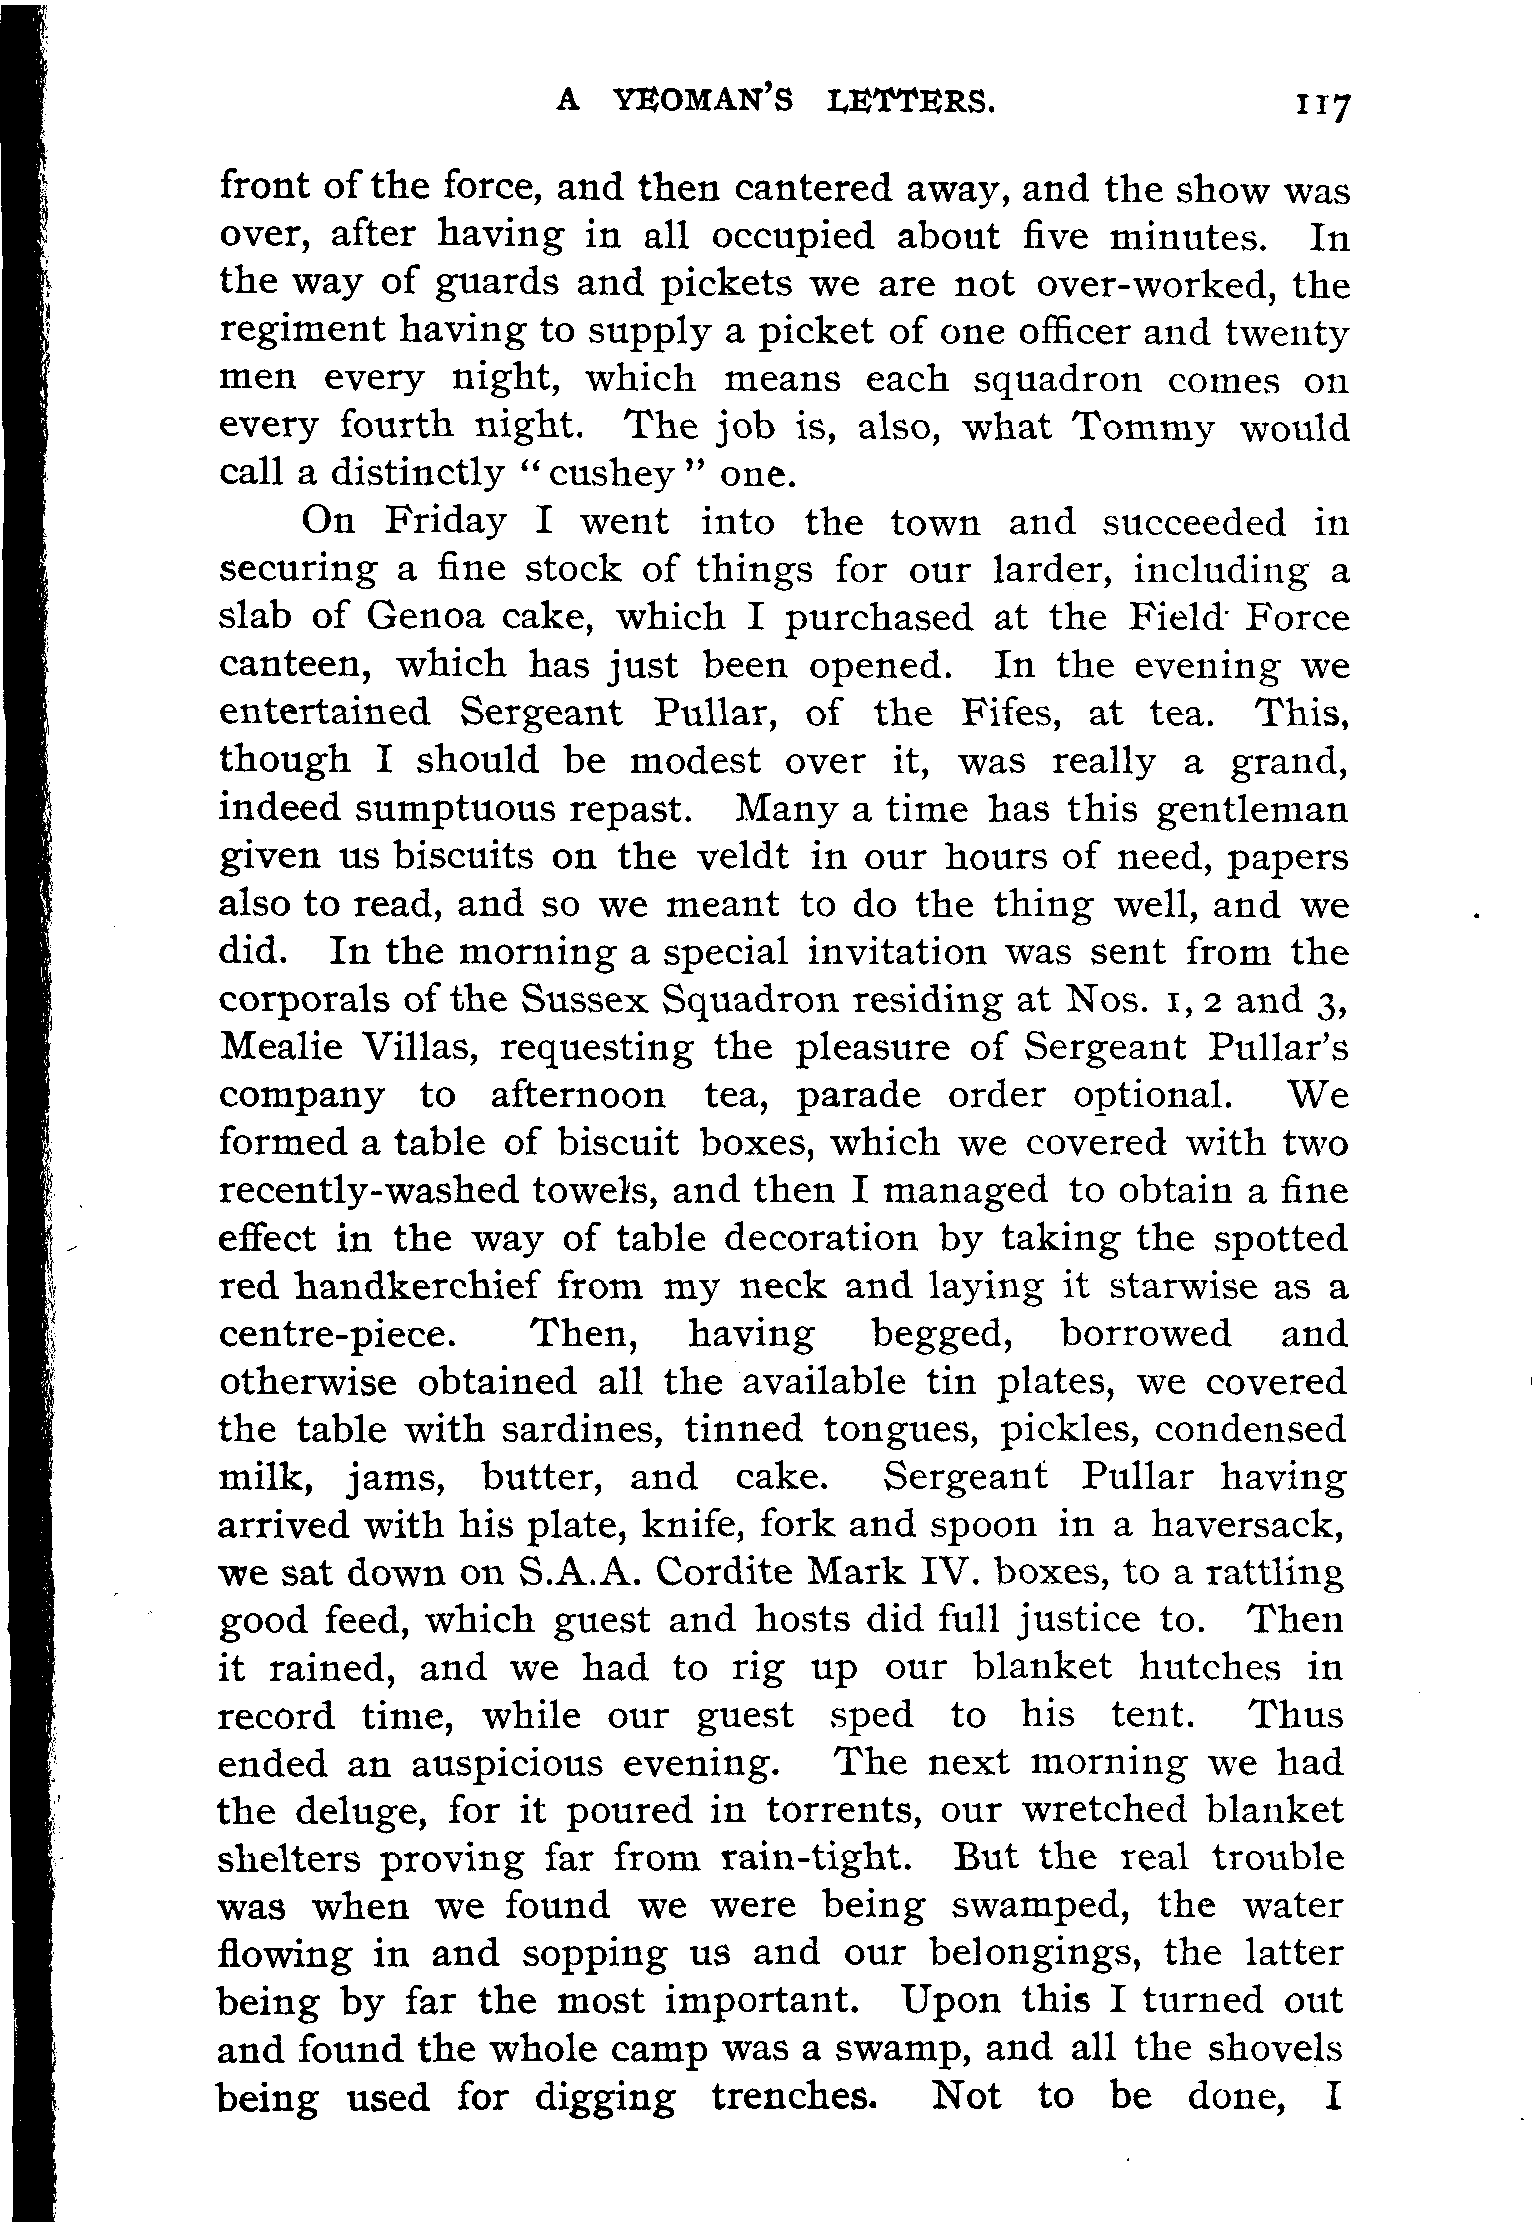 A YEOMAN'S LETTERS. 117
front of the force, and then cantered away, and the show was
over, after having in all occupied about five minutes. In
the way of guards and pickets we are not over-worked, the
regiment having to supply a picket of one officer and twenty
men every night, which means each squadron comes on
every fourth night. The job is, also, what Tommy would
call a distinctly “cushey” one.
On Friday I went into the town and succeeded in
securing a fine stock of things for our larder, including a
slab of Genoa cake, which I purchased at the Field Force
canteen, which has just been opened. In the evening we
entertained Sergeant Pullar, of the Fifes, at tea. This,
though I should be modest over it, was really a grand,
indeed sumptuous repast. Many a time has this gentleman
given us biscuits on the veldt in our hours of need, papers
also to read, and so we meant to do the thing well, and we
did. In the morning a special invitation was sent from the
corporals of the Sussex Squadron residing at Nos. 1, 2 and 3,
Mealie Villas, requesting the pleasure of Sergeant Pullar's
company to afternoon tea, parade order optional. We
formed a table of biscuit boxes, which we covered with two
recently-washed towels, and then I managed to obtain a fine
effect in the way of table decoration by taking the spotted
red handkerchief from my neck and laying it starwise as a
centre-piece. Then, having begged, borrowed and
otherwise obtained all the available tin plates, we covered
the table with sardines, tinned tongues, pickles, condensed
milk, jams, butter, and cake. Sergeant Pullar having
arrived with his plate, knife, fork and spoon in a haversack,
we sat down on S.A.A. Cordite Mark IV. boxes, to a rattling
good feed, which guest and hosts did full justice to. Then
it rained, and we had to rig up our blanket hutches in
record time, while our guest sped to his tent. Thus
ended an auspicious evening. The next morning we had
the deluge, for it poured in torrents, our wretched blanket
shelters proving far from rain-tight. But the real trouble
was when we found we were being swamped, the water
flowing in and sopping us and our belongings, the latter
being by far the most important. Upon this I turned out
and found the whole camp was a swamp, and all the shovels
being used for digging trenches. Not to be done, I